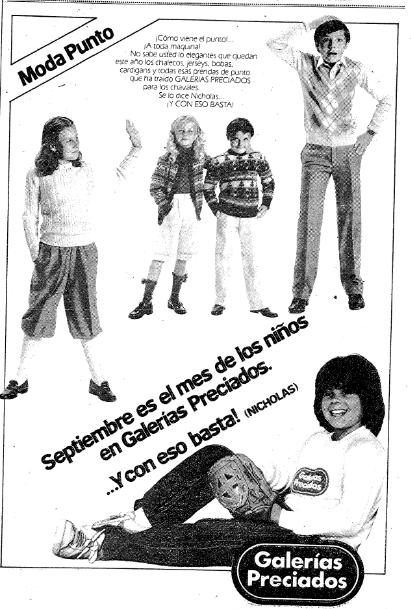 Moda Punto
¡Cómo viene el punto!...
¡A toda máquina!
No sabe usted lo elegantes que quedan
este año los chalecos, jerséys, bobas,
cardigans y todas esas prendas de punto
que ha traído GALERIAS PRECIADOS
para los chavales.
Se lo dice Nicholas...
¡Y CON ESO BASTA!
Septiembre es el mes de los niños
en Galerías Preciados.
...Y con eso basta! (NICHOLAS)
Galerías
Preciados
Galerías
Preciados